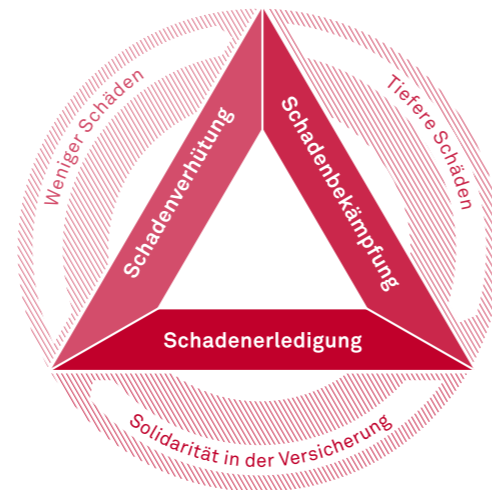 Weniger Schäden
Tiefere Schäden
Schadenverhütung
Schadenbekämpfung
Schadenerledigung
Solidarität in der Versicherung